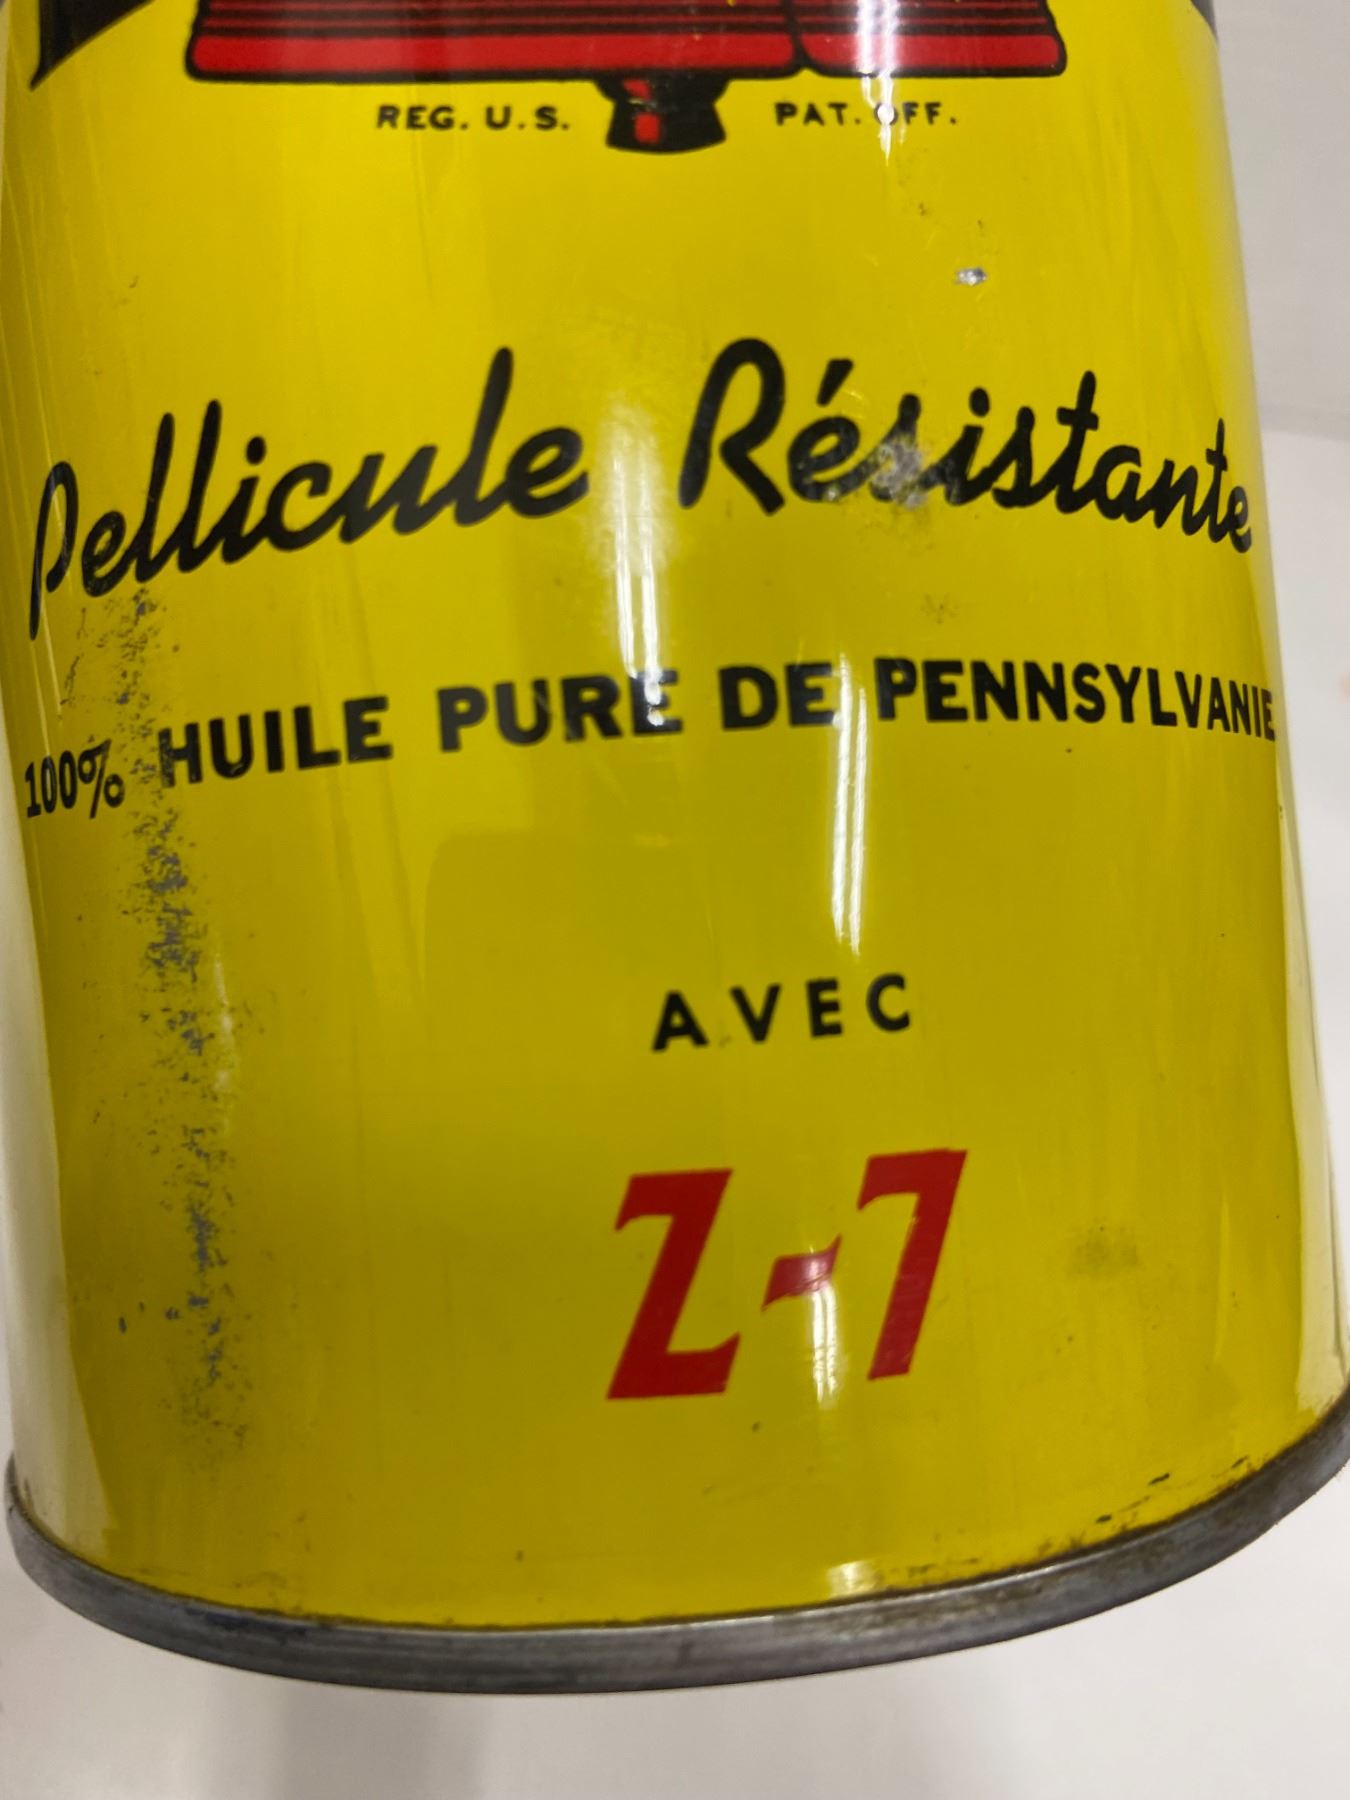 REG. U.S. PAT. OFF.
Pellicule Résistante
100% HUILE PURE DE PENNSYLVANIE
AVEC
Z-7